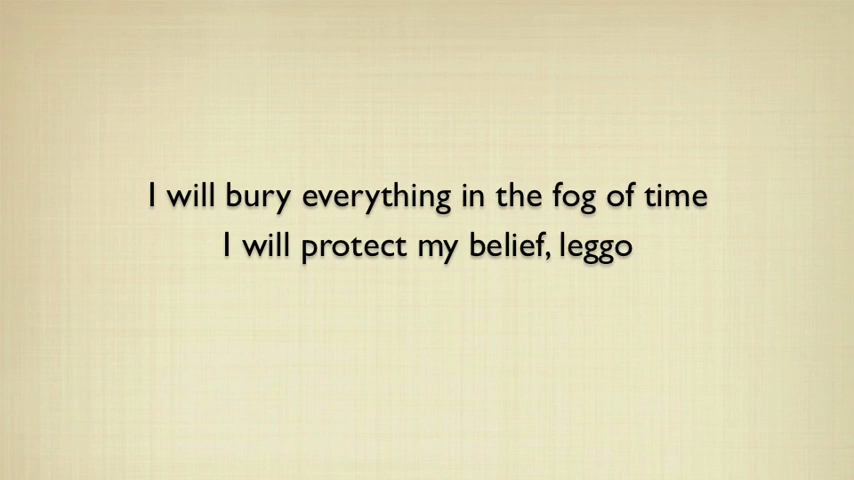 I will bury everything in the fog of time
I will protect my belief, leggo